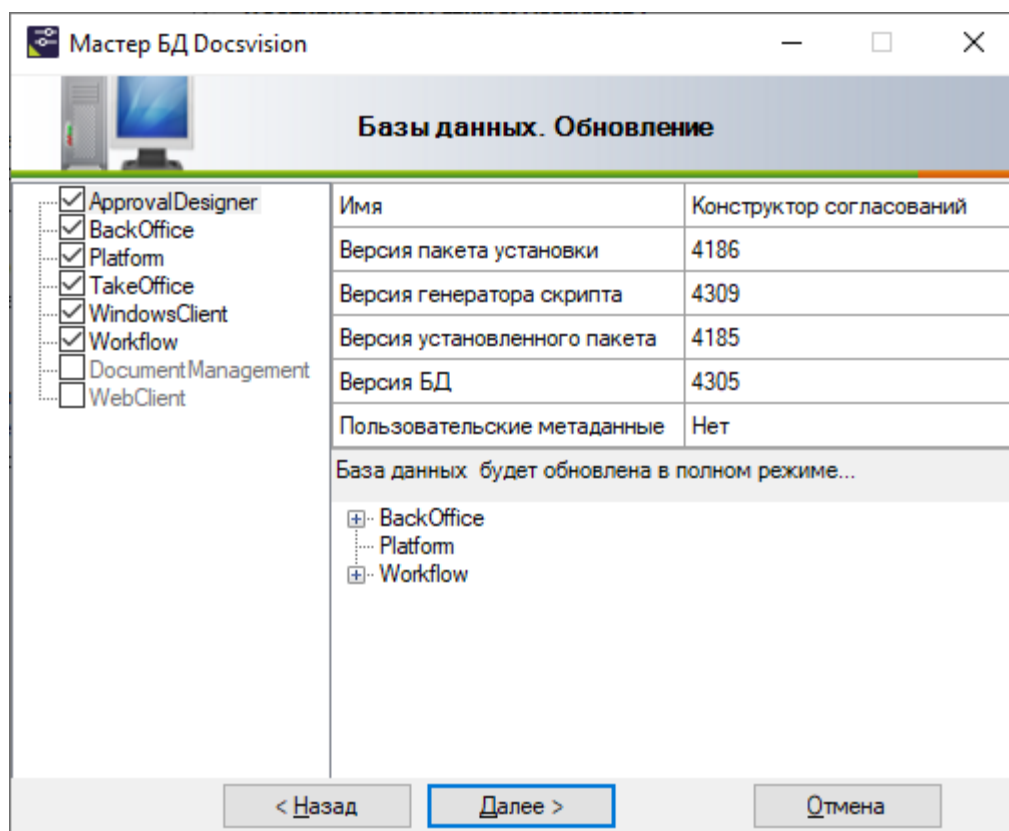 Мастер БД Docsvision
Базы данных. Обновление
ApprovalDesigner
BackOffice
Platform
TakeOffice
WindowsClient
Workflow
DocumentManagement
WebClient
Имя Конструктор согласований
Версия пакета установки 4186
Версия генератора скрипта 4309
Версия установленного пакета 4185
Версия БД 4305
Пользовательские метаданные Нет
База данных будет обновлена в полном режиме...
BackOffice
Platform
Workflow
< Назад Далее > Отмена